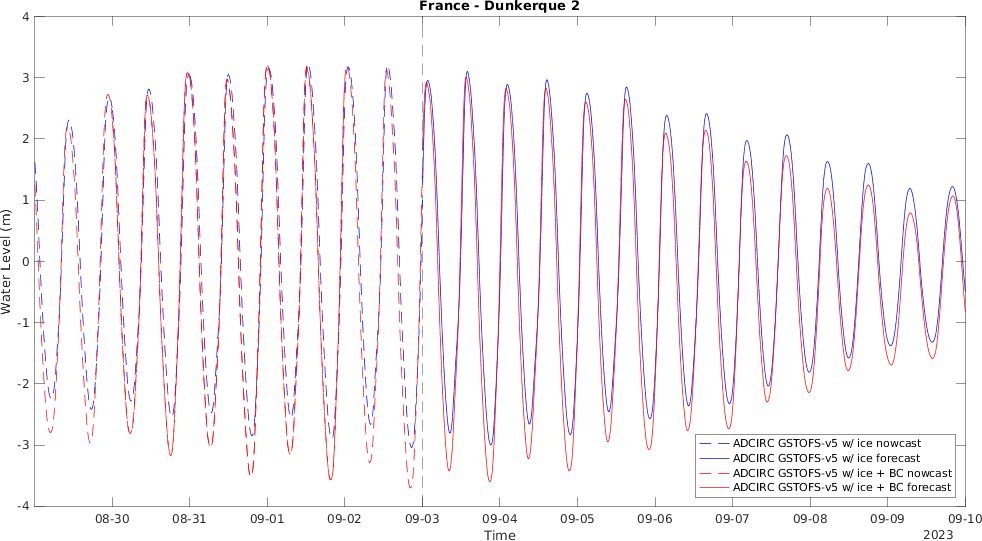 France - Dunkerque 2
4
3
2
1
0
-1
-2
-3
-4
Water Level (m)
ADCIRC GSTOFS-v5 w/ ice nowcast
ADCIRC GSTOFS-v5 w/ ice forecast
ADCIRC GSTOFS-v5 w/ ice + BC nowcast
ADCIRC GSTOFS-v5 w/ ice + BC forecast
08-30 08-31 09-01 09-02 09-03 09-04 09-05 09-06 09-07 09-08 09-09 09-10
Time
2023